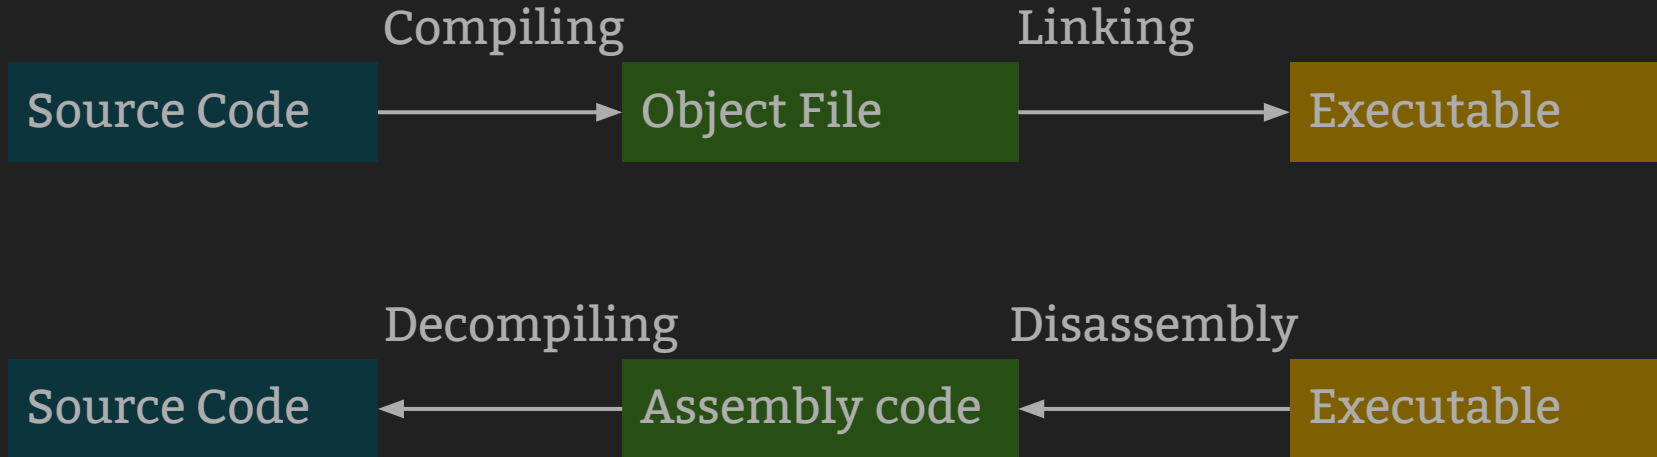 Compiling
Linking
Source Code
Object File
Executable
Decompiling
Disassembly
Source Code
Assembly code
Executable